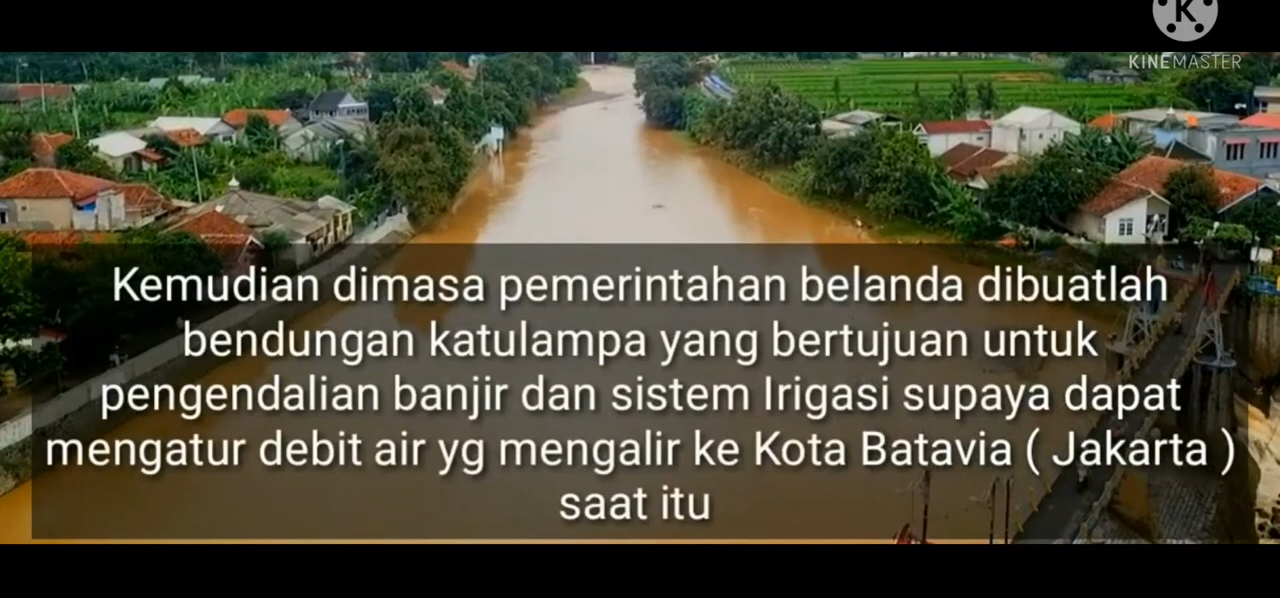 K
KINEMASTER
Kemudian dimasa pemerintahan belanda dibuatlah
bendungan katulampa yang bertujuan untuk
pengendalian banjir dan sistem Irigasi supaya dapat
mengatur debit air yg mengalir ke Kota Batavia ( Jakarta )
saat itu